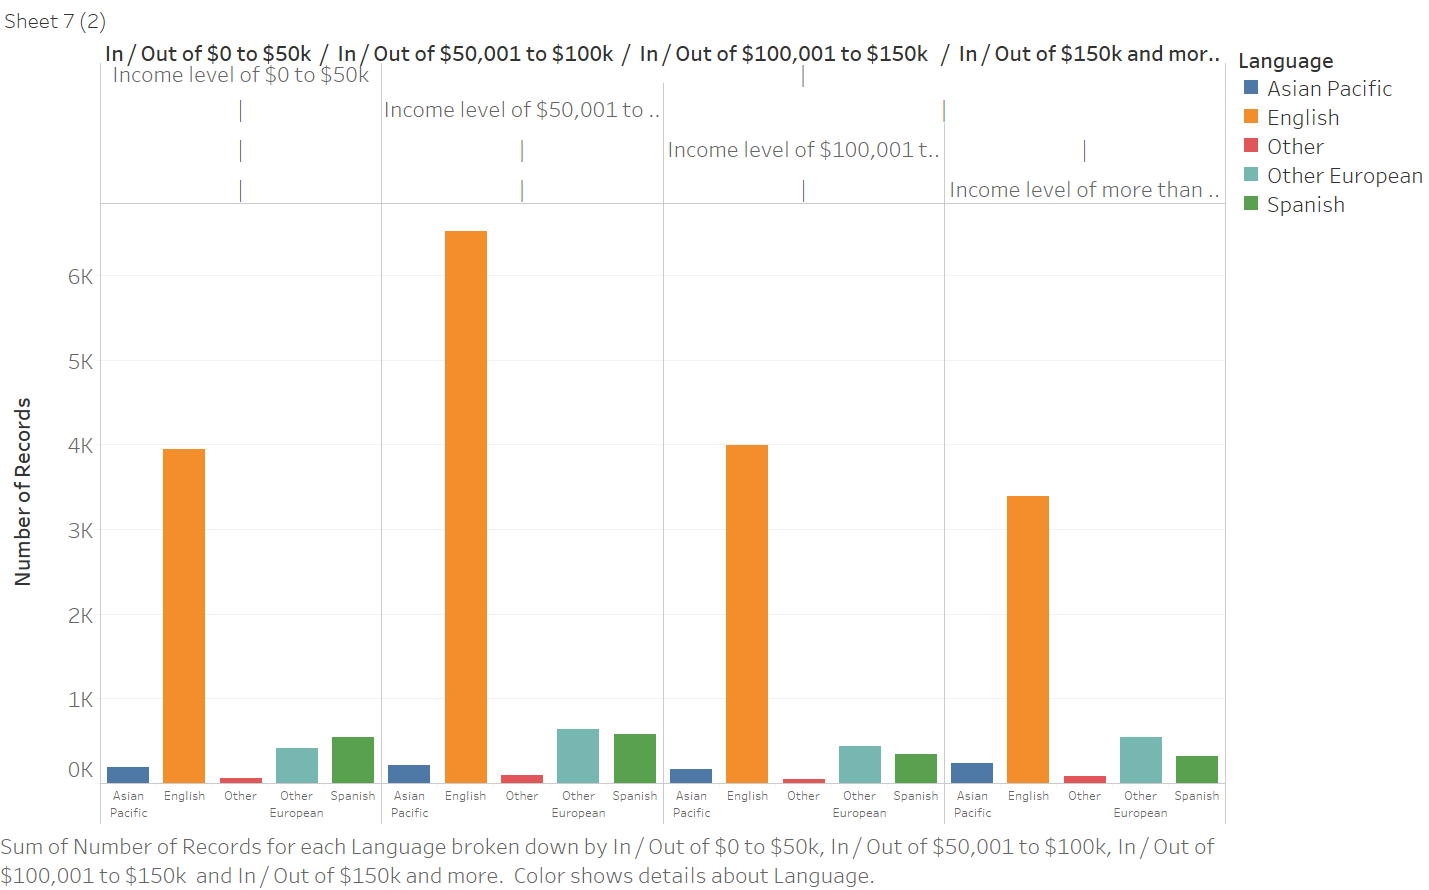 Sheet 7 (2)
In / Out of $0 to $50k / In / Out of $50,001 to $100k / In / Out of $100,001 to $150k / In / Out of $150k and mor..
Income level of $0 to $50k
Income level of $50,001 to ..
Income level of $100,001 t..
Income level of more than ..
Language
Asian Pacific
English
Other
Other European
Spanish
Number of Records
6K
5K
4K
3K
2K
1K
0K
Asian Pacific English Other Other European Spanish Asian Pacific English Other Other European Spanish Asian Pacific English Other Other European Spanish Asian Pacific English Other Other European Spanish
Sum of Number of Records for each Language broken down by In / Out of $0 to $50k, In / Out of $50,001 to $100k, In / Out of
$100,001 to $150k and In / Out of $150k and more. Color shows details about Language.